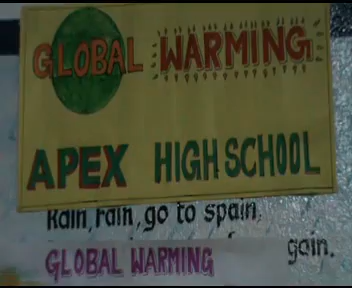 GLOBAL WARMING
APEX HIGH SCHOOL
Rain, rain, go to spain,
gain.
GLOBAL WARMING